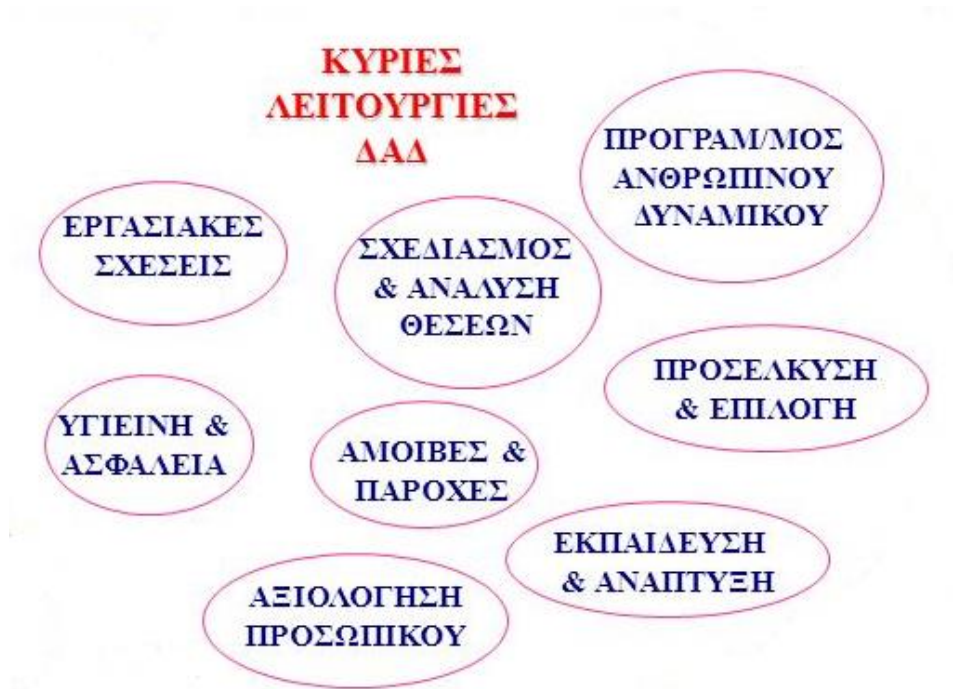 ΚΥΡΙΕΣ
ΛΕΙΤΟΥΡΓΙΕΣ
ΔΑΔ
ΠΡΟΓΡΑΜ/ΜΟΣ
ΑΝΘΡΩΠΙΝΟΥ
ΔΥΝΑΜΙΚΟΥ
ΕΡΓΑΣΙΑΚΕΣ
ΣΧΕΣΕΙΣ
ΣΧΕΔΙΑΣΜΟΣ
& ΑΝΑΛΥΣΗ
ΘΕΣΕΩΝ
ΠΡΟΣΕΛΚΥΣΗ
& ΕΠΙΛΟΓΗ
ΥΓΙΕΙΝΗ &
ΑΣΦΑΛΕΙΑ
ΑΜΟΙΒΕΣ &
ΠΑΡΟΧΕΣ
ΕΚΠΑΙΔΕΥΣΗ
& ΑΝΑΠΤΥΞΗ
ΑΞΙΟΛΟΓΗΣΗ
ΠΡΟΣΩΠΙΚΟΥ